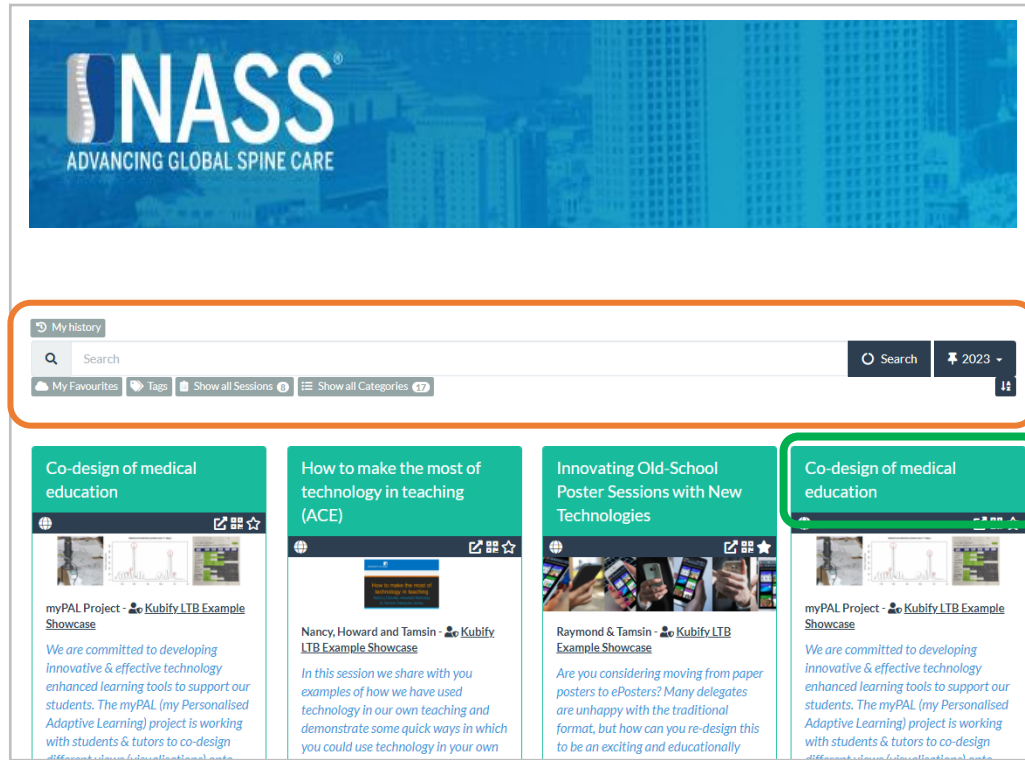 NASS®
ADVANCING GLOBAL SPINE CARE
My history
Search
Search
2023
My Favourites
Tags
Show all Sessions 8
Show all Categories 17
Co-design of medical
education
myPAL Project - Kubify LTB Example
Showcase
We are committed to developing
innovative & effective technology
enhanced learning tools to support our
students. The myPAL (my Personalised
Adaptive Learning) project is working
with students & tutors to co-design
different views (visualisations) onto
How to make the most of
technology in teaching
(ACE)
How to make the most of
technology in teaching
Nancy, Howard and Tamsin - Kubify
LTB Example Showcase
In this session we share with you
examples of how we have used
technology in our own teaching and
demonstrate some quick ways in which
you could use technology in your own
Innovating Old-School
Poster Sessions with New
Technologies
Raymond & Tamsin - Kubify LTB
Example Showcase
Are you considering moving from paper
posters to ePosters? Many delegates
are unhappy with the traditional
format, but how can you re-design this
to be an exciting and educationally
Co-design of medical
education
myPAL Project - Kubify LTB Example
Showcase
We are committed to developing
innovative & effective technology
enhanced learning tools to support our
students. The myPAL (my Personalised
Adaptive Learning) project is working
with students & tutors to co-design
different views (visualisations) onto